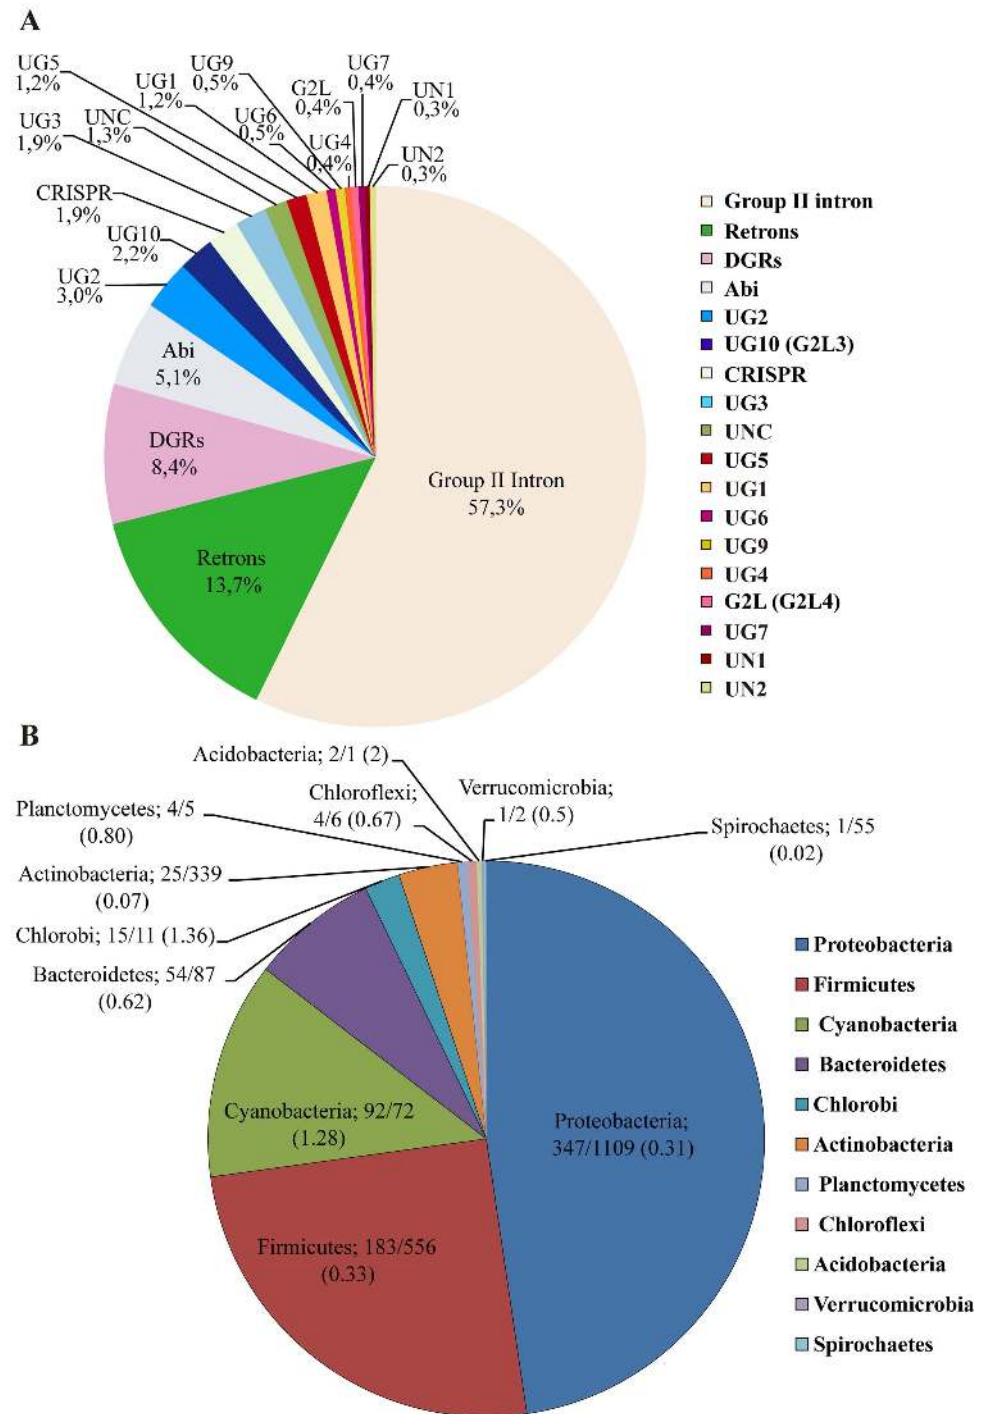 A
UG5
1,2%
UG9
0,5%
UG7
0,4%
UG1
1,2%
G2L
0,4%
UN1
0,3%
UG3
1,9%
UNC
1,3%
UG6
0,5%
UG4
0,4%
UN2
0,3%
CRISPR
1,9%
UG10
2,2%
UG2
3,0%
Abi
5,1%
DGRs
8,4%
Retrons
13,7%
Group II Intron
57,3%
Group II intron
Retrons
DGRs
Abi
UG2
UG10 (G2L3)
CRISPR
UG3
UNC
UG5
UG1
UG6
UG9
UG4
G2L (G2L4)
UG7
UN1
UN2
B
Acidobacteria; 2/1 (2)
Planctomycetes; 4/5
(0.80)
Chloroflexi;
4/6 (0.67)
Verrucomicrobia;
1/2 (0.5)
Spirochaetes; 1/55
(0.02)
Actinobacteria; 25/339
(0.07)
Chlorobi; 15/11 (1.36)
Bacteroidetes; 54/87
(0.62)
Cyanobacteria; 92/72
(1.28)
Proteobacteria;
347/1109 (0.31)
Firmicutes; 183/556
(0.33)
Proteobacteria
Firmicutes
Cyanobacteria
Bacteroidetes
Chlorobi
Actinobacteria
Planctomycetes
Chloroflexi
Acidobacteria
Verrucomicrobia
Spirochaetes